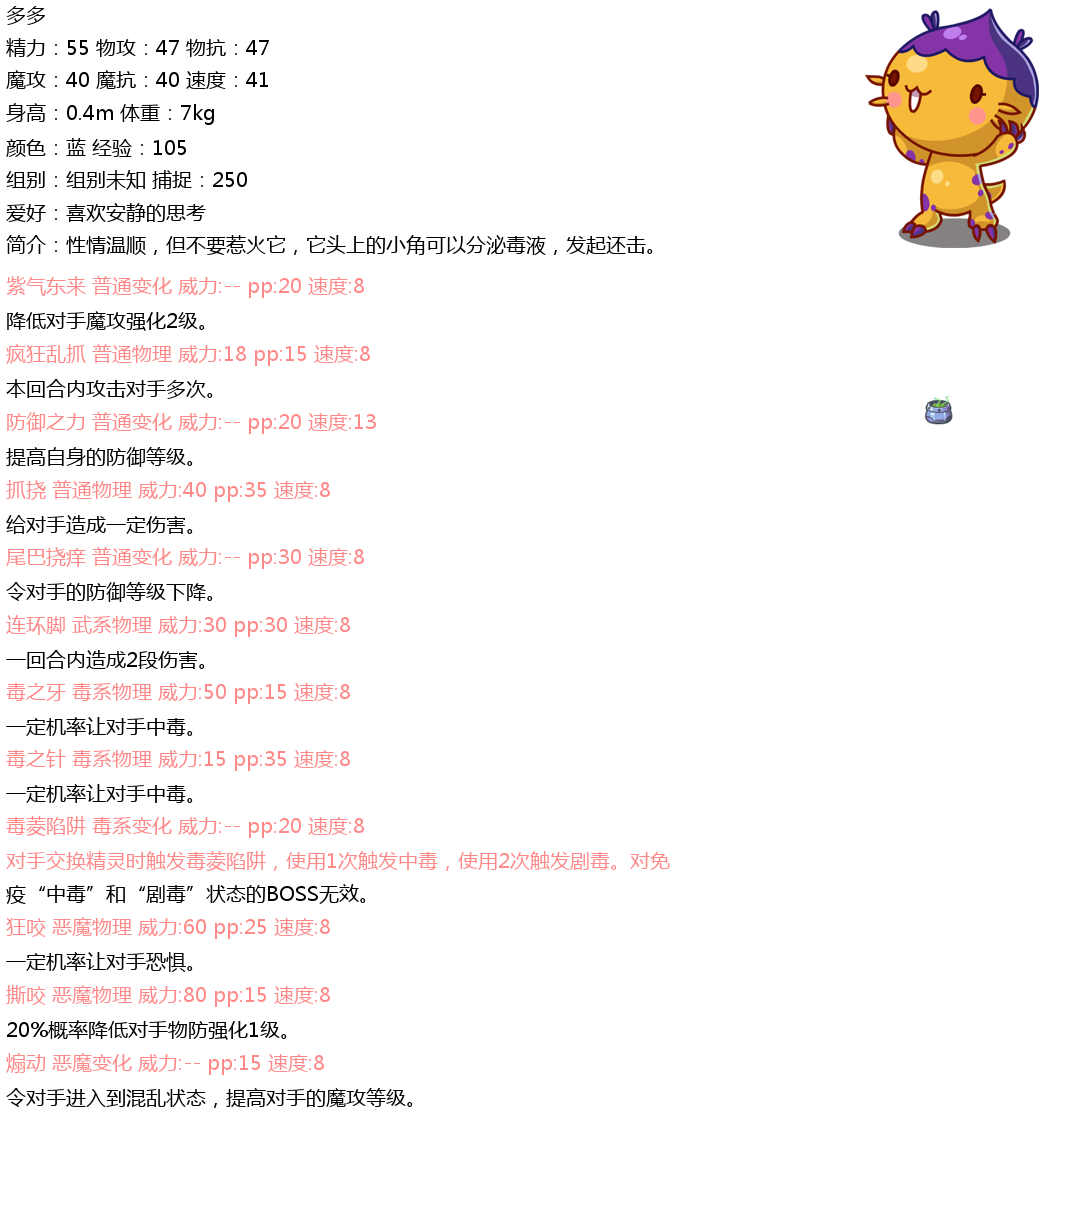 多多
精力：55 物攻：47 物抗：47
魔攻：40 魔抗：40 速度：41
身高：0.4m 体重：7kg
颜色：蓝 经验：105
组别：组别未知 捕捉：250
爱好：喜欢安静的思考
简介：性情温顺，但不要惹火它，它头上的小角可以分泌毒液，发起还击。
紫气东来 普通变化 威力:-- pp:20 速度:8
降低对手魔攻强化2级。
疯狂乱抓 普通物理 威力:18 pp:15 速度:8
本回合内攻击对手多次。
防御之力 普通变化 威力:-- pp:20 速度:13
提高自身的防御等级。
抓挠 普通物理 威力:40 pp:35 速度:8
给对手造成一定伤害。
尾巴挠痒 普通变化 威力:-- pp:30 速度:8
令对手的防御等级下降。
连环脚 武系物理 威力:30 pp:30 速度:8
一回合内造成2段伤害。
毒之牙 毒系物理 威力:50 pp:15 速度:8
一定机率让对手中毒。
毒之针 毒系物理 威力:15 pp:35 速度:8
一定机率让对手中毒。
毒菱陷阱 毒系变化 威力:-- pp:20 速度:8
对手交换精灵时触发毒菱陷阱，使用1次触发中毒，使用2次触发剧毒。对免
疫“中毒”和“剧毒”状态的BOSS无效。
狂咬 恶魔物理 威力:60 pp:25 速度:8
一定机率让对手恐惧。
撕咬 恶魔物理 威力:80 pp:15 速度:8
20%概率降低对手物防强化1级。
煽动 恶魔变化 威力:-- pp:15 速度:8
令对手进入到混乱状态，提高对手的魔攻等级。